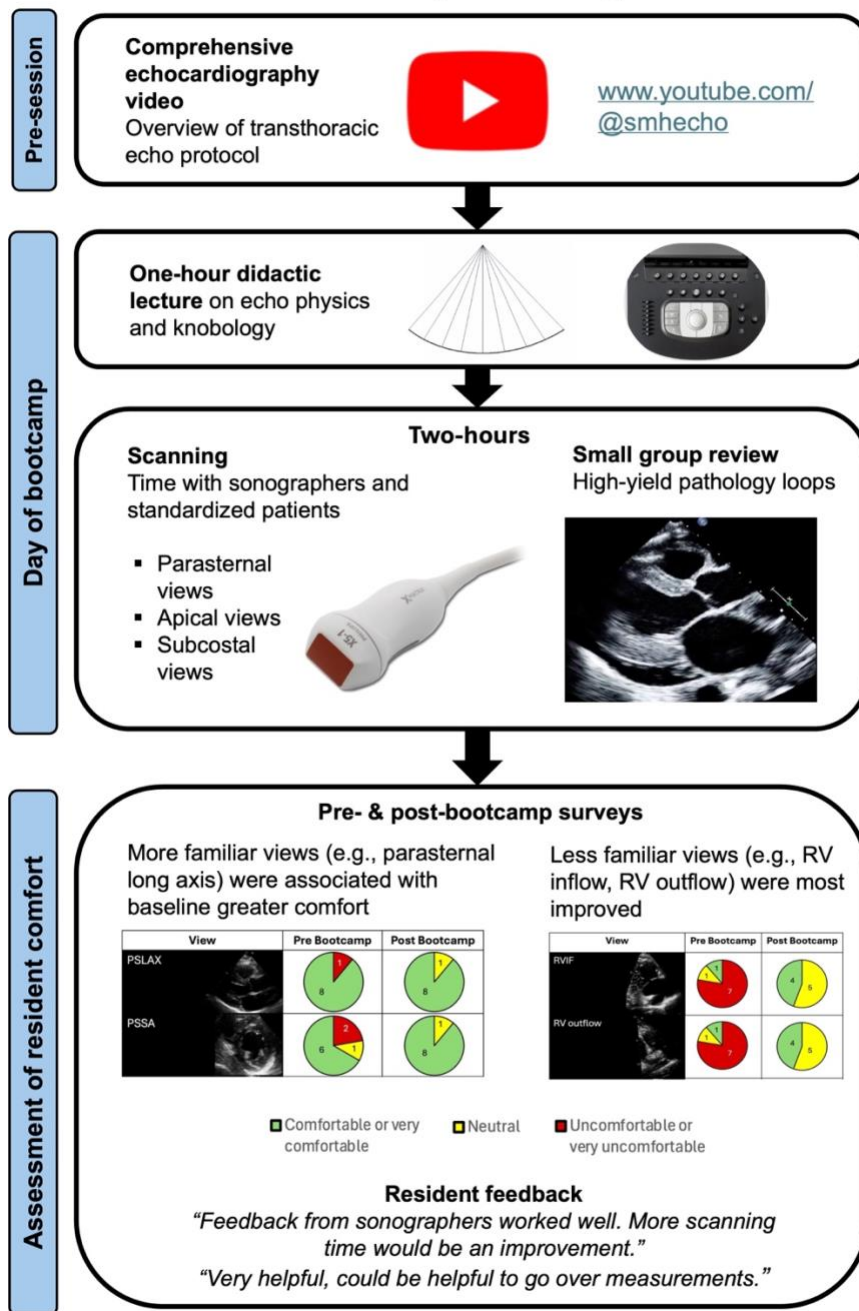 Pre-session
Comprehensive
echocardiography
video
Overview of transthoracic
echo protocol
www.youtube.com/
@smhecho
Day of bootcamp
One-hour didactic
lecture on echo physics
and knobology
Two-hours
Scanning
Time with sonographers and
standardized patients
▪ Parasternal
views
▪ Apical views
▪ Subcostal
views
X5-1
Small group review
High-yield pathology loops
Assessment of resident comfort
Pre- & post-bootcamp surveys
More familiar views (e.g., parasternal
long axis) were associated with
baseline greater comfort
View Pre Bootcamp Post Bootcamp
PSLAX
1
8
1
8
PSSA
2
1
6
1
8
Less familiar views (e.g., RV
inflow, RV outflow) were most
improved
View Pre Bootcamp Post Bootcamp
RVIF
1
1
7
4
5
RV outflow
1
1
7
4
5
Comfortable or very
comfortable
Neutral
Uncomfortable or
very uncomfortable
Resident feedback
“Feedback from sonographers worked well. More scanning
time would be an improvement.”
“Very helpful, could be helpful to go over measurements.”